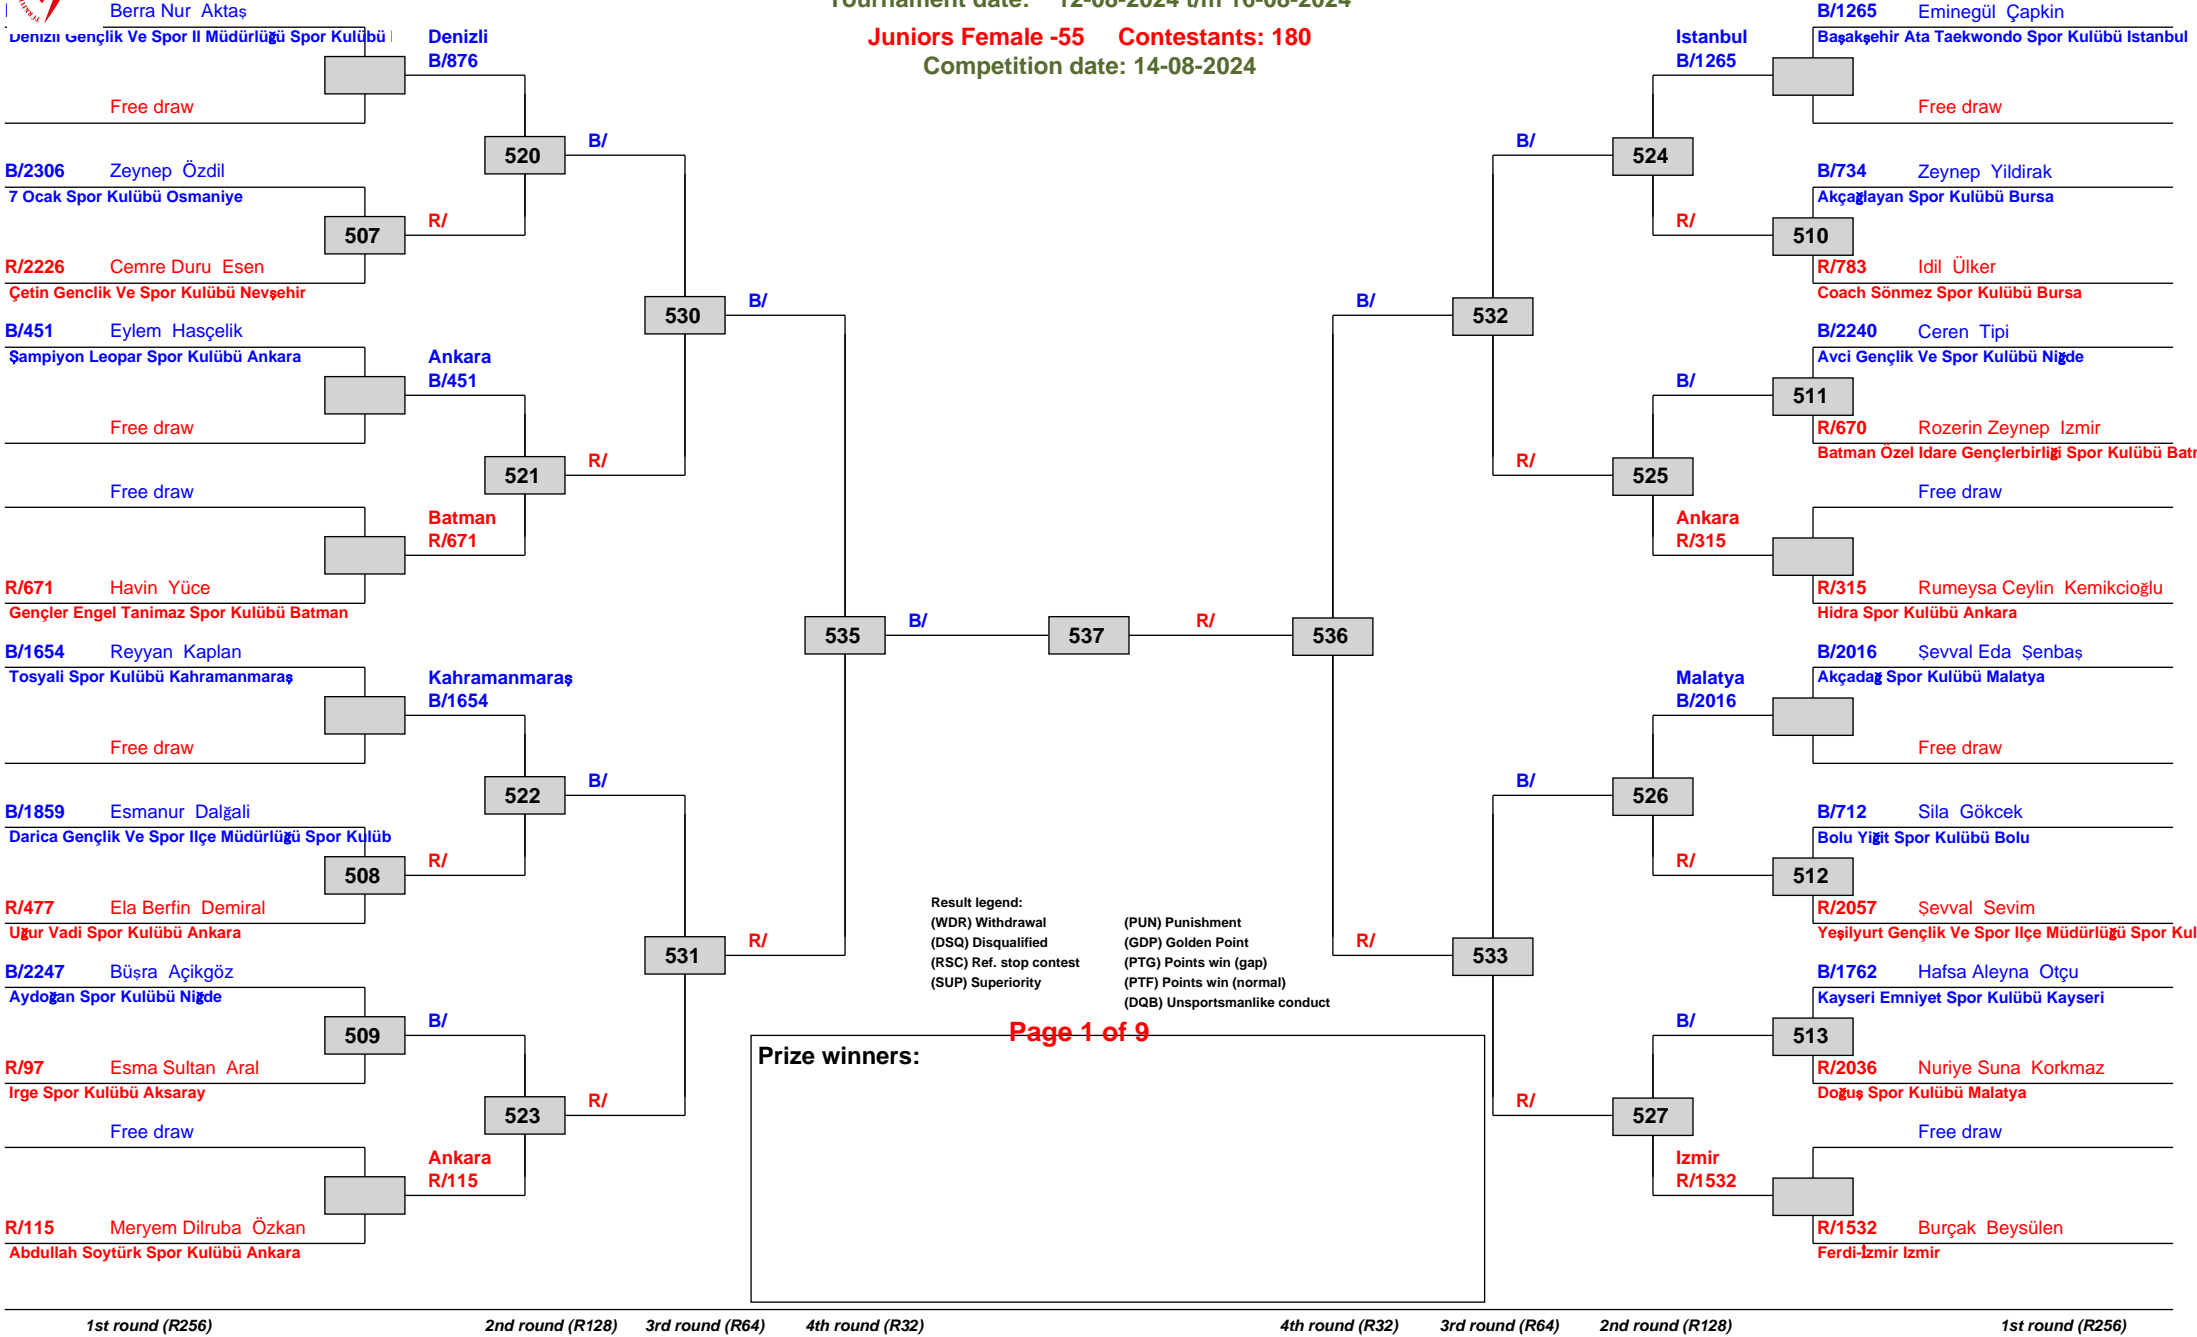 Tournament date: 12-08-2024 t/m 16-08-2024
Juniors Female -55 Contestants: 180
Competition date: 14-08-2024
Berra Nur Aktaş
Denizli Gençlik Ve Spor Il Müdürlüğü Spor Kulübü
Denizli
B/876
Free draw
520
B/
B/2306 Zeynep Özdil
7 Ocak Spor Kulübü Osmaniye
507
R/
R/2226 Cemre Duru Esen
Çetin Genclik Ve Spor Kulübü Nevşehir
530
B/
B/451 Eylem Hasçelik
Şampiyon Leopar Spor Kulübü Ankara
Ankara
B/451
Free draw
521
R/
Free draw
Batman
R/671
R/671 Havin Yüce
Gençler Engel Tanimaz Spor Kulübü Batman
535
B/
537
R/
536
B/1654 Reyyan Kaplan
Tosyali Spor Kulübü Kahramanmaraş
Kahramanmaraş
B/1654
Free draw
522
B/
B/1859 Esmanur Dalğali
Darica Gençlik Ve Spor Ilçe Müdürlüğü Spor Kulüb
508
R/
R/477 Ela Berfin Demiral
Uğur Vadi Spor Kulübü Ankara
531
R/
B/2247 Büşra Açikgöz
Aydoğan Spor Kulübü Niğde
509
B/
R/97 Esma Sultan Aral
Irge Spor Kulübü Aksaray
523
R/
Free draw
Ankara
R/115
R/115 Meryem Dilruba Özkan
Abdullah Soytürk Spor Kulübü Ankara
B/1265 Eminegül Çapkin
Başakşehir Ata Taekwondo Spor Kulübü Istanbul
Istanbul
B/1265
Free draw
B/
524
B/734 Zeynep Yildirak
Akçağlayan Spor Kulübü Bursa
R/
510
R/783 Idil Ülker
Coach Sönmez Spor Kulübü Bursa
B/
532
B/2240 Ceren Tipi
Avci Gençlik Ve Spor Kulübü Niğde
B/
511
R/670 Rozerin Zeynep Izmir
Batman Özel Idare Gençlerbirliği Spor Kulübü Batm
R/
525
Free draw
Ankara
R/315
R/315 Rumeysa Ceylin Kemikcioğlu
Hidra Spor Kulübü Ankara
B/2016 Şevval Eda Şenbaş
Akçadağ Spor Kulübü Malatya
Malatya
B/2016
Free draw
B/
526
B/712 Sila Gökcek
Bolu Yiğit Spor Kulübü Bolu
R/
512
R/2057 Şevval Sevim
Yeşilyurt Gençlik Ve Spor Ilçe Müdürlüğü Spor Kul
R/
533
B/1762 Hafsa Aleyna Otçu
Kayseri Emniyet Spor Kulübü Kayseri
B/
513
R/2036 Nuriye Suna Korkmaz
Doğuş Spor Kulübü Malatya
R/
527
Free draw
Izmir
R/1532
R/1532 Burçak Beysülen
Ferdi-İzmir Izmir
Result legend:
(WDR) Withdrawal (PUN) Punishment
(DSQ) Disqualified (GDP) Golden Point
(RSC) Ref. stop contest (PTG) Points win (gap)
(SUP) Superiority (PTF) Points win (normal)
(DQB) Unsportsmanlike conduct
Page 1 of 9
Prize winners:
1st round (R256) 2nd round (R128) 3rd round (R64) 4th round (R32) 4th round (R32) 3rd round (R64) 2nd round (R128) 1st round (R256)